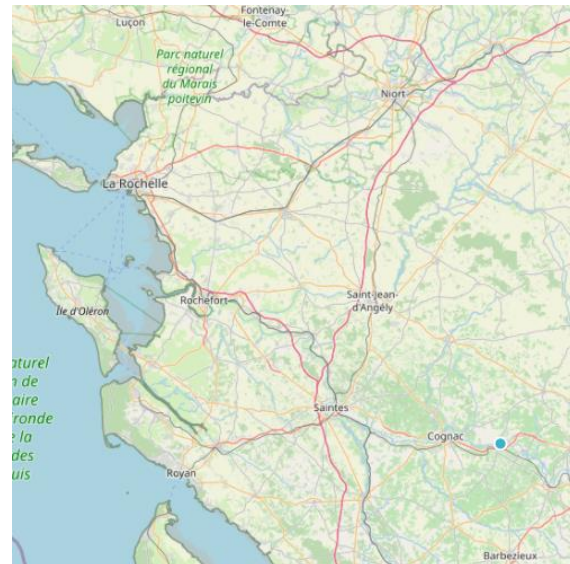 Fontenay-
le-Comte
Luçon
Parc naturel
régional
du Marais
poitevin
Niort
La Rochelle
Île d'Oléron
Rochefort
Saint-Jean-
d'Angély
naturel
n de
aire
ironde
e la
des
uis
Saintes
Cognac
Royan
Barbezieux